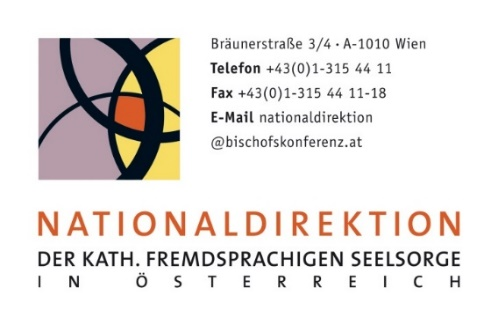 Bräunerstraße 3/4 · A-1010 Wien
Telefon +43(0)1-315 44 11
Fax +43(0)1-315 44 11-18
E-Mail nationaldirektion
@bischofskonferenz.at
NATIONALDIREKTION
DER KATH. FREMDSPRACHIGEN SEELSORGE
IN ÖSTERREICH